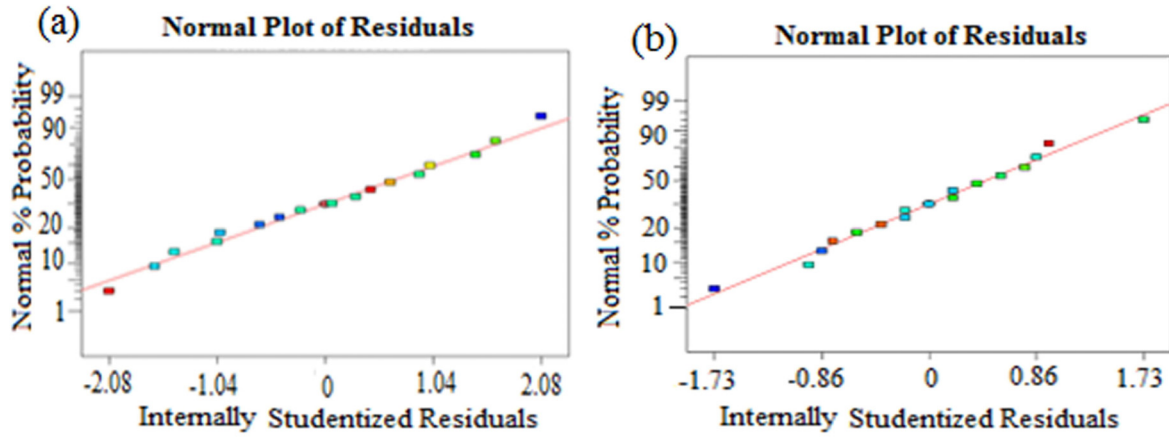 (a)
Normal Plot of Residuals
Normal % Probability
99
90
50
20
10
1
-2.08 -1.04 0 1.04 2.08
Internally Studentized Residuals
(b)
Normal Plot of Residuals
Normal % Probability
99
90
50
20
10
1
-1.73 -0.86 0 0.86 1.73
Internally Studentized Residuals